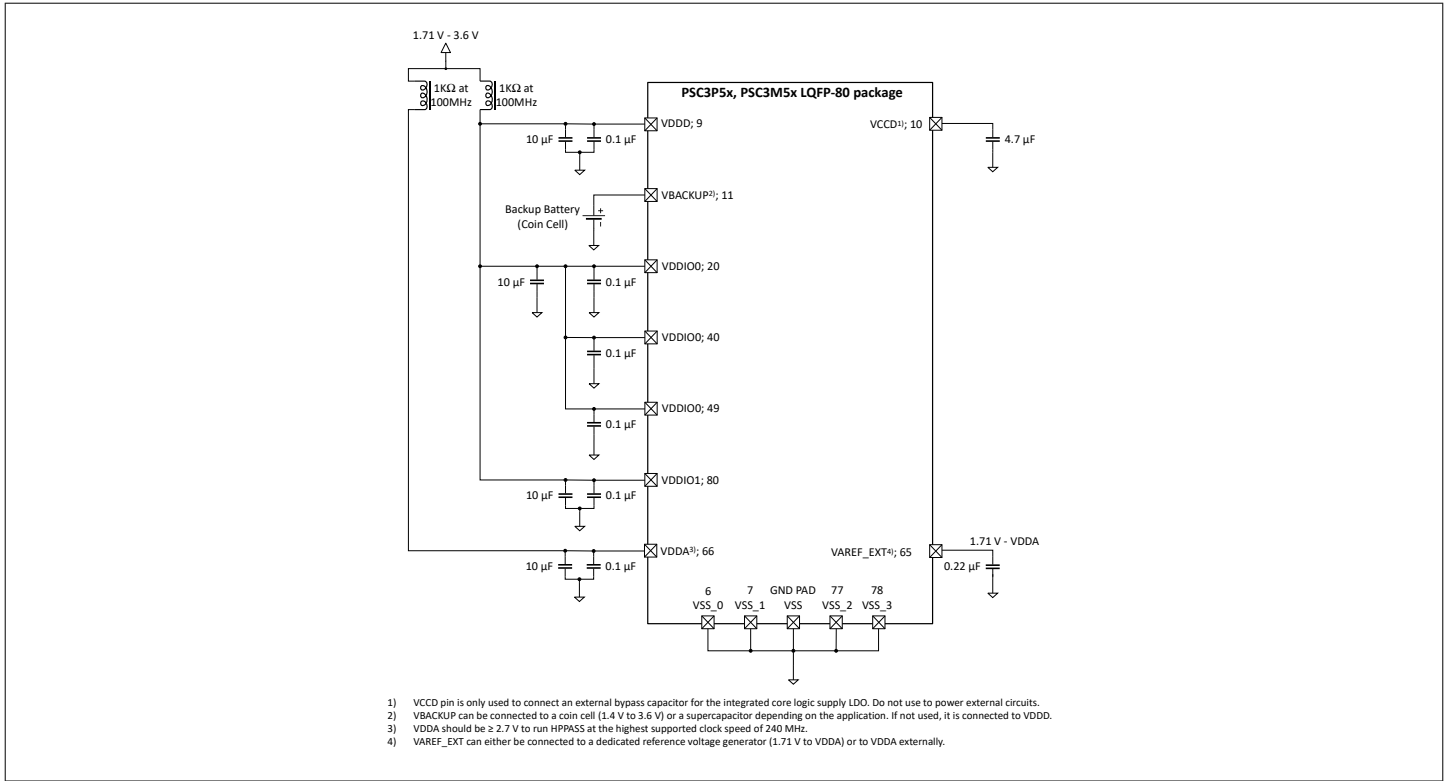 1.71 V - 3.6 V
1KΩ at
100MHz
1KΩ at
100MHz
PSC3P5x, PSC3M5x LQFP-80 package
10 µF
0.1 µF
VDDD; 9
VCCD1); 10
4.7 µF
Backup Battery
(Coin Cell)
+
-
VBACKUP2); 11
10 µF
0.1 µF
VDDIO0; 20
0.1 µF
VDDIO0; 40
0.1 µF
VDDIO0; 49
10 µF
0.1 µF
VDDIO1; 80
10 µF
0.1 µF
VDDA3); 66
VAREF_EXT4); 65
1.71 V - VDDA
0.22 µF
6
VSS_0
7
VSS_1
GND PAD
VSS
77
VSS_2
78
VSS_3
1) VCCD pin is only used to connect an external bypass capacitor for the integrated core logic supply LDO. Do not use to power external circuits.
2) VBACKUP can be connected to a coin cell (1.4 V to 3.6 V) or a supercapacitor depending on the application. If not used, it is connected to VDDD.
3) VDDA should be ≥ 2.7 V to run HPPASS at the highest supported clock speed of 240 MHz.
4) VAREF_EXT can either be connected to a dedicated reference voltage generator (1.71 V to VDDA) or to VDDA externally.